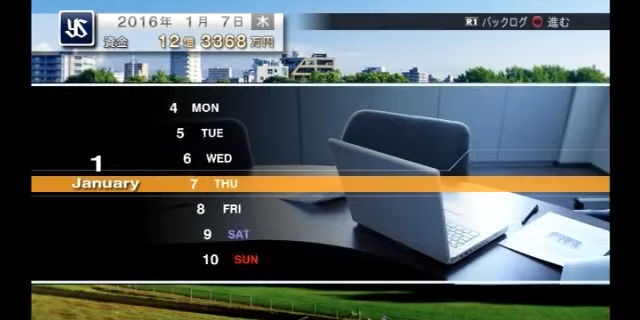 YS 2016年 1月 7日 木
資金 12億3368万円
R1 バックログ 進む
4 MON
5 TUE
6 WED
1
January
7 THU
8 FRI
9 SAT
10 SUN